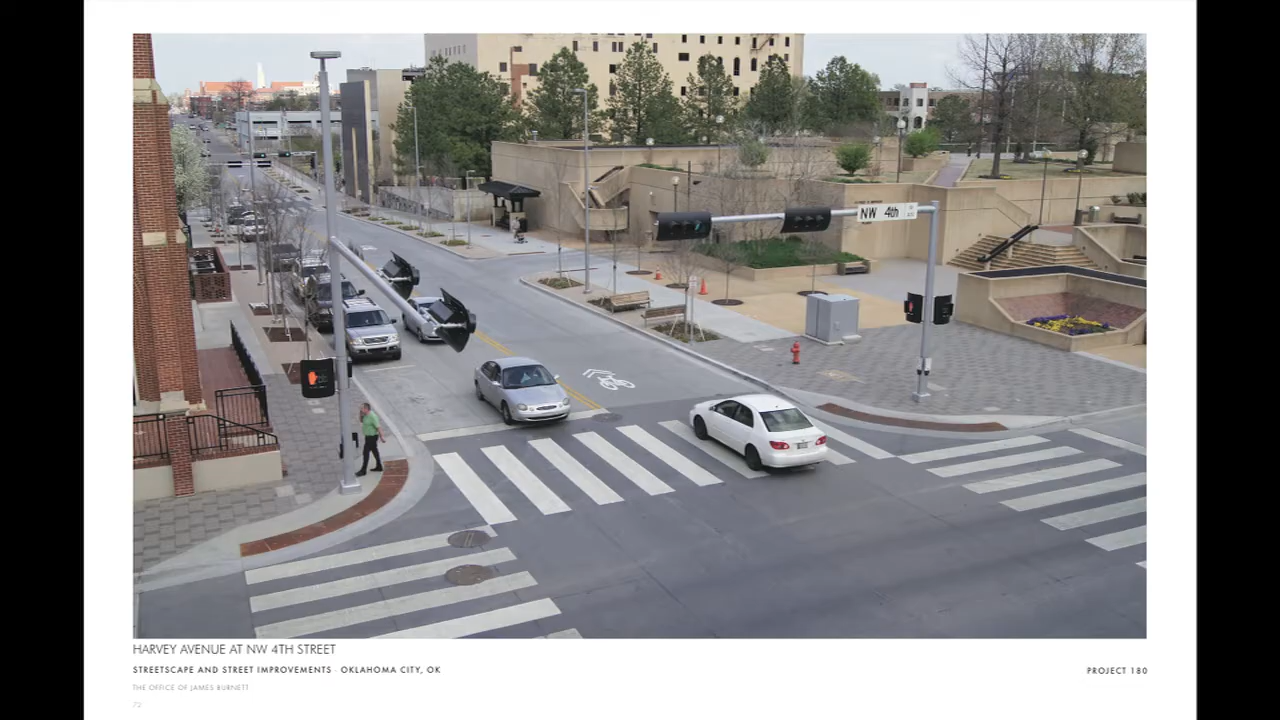 NW 4th
HARVEY AVENUE AT NW 4TH STREET
STREETSCAPE AND STREET IMPROVEMENTS OKLAHOMA CITY, OK
PROJECT 180
THE OFFICE OF JAMES BURNETT
72